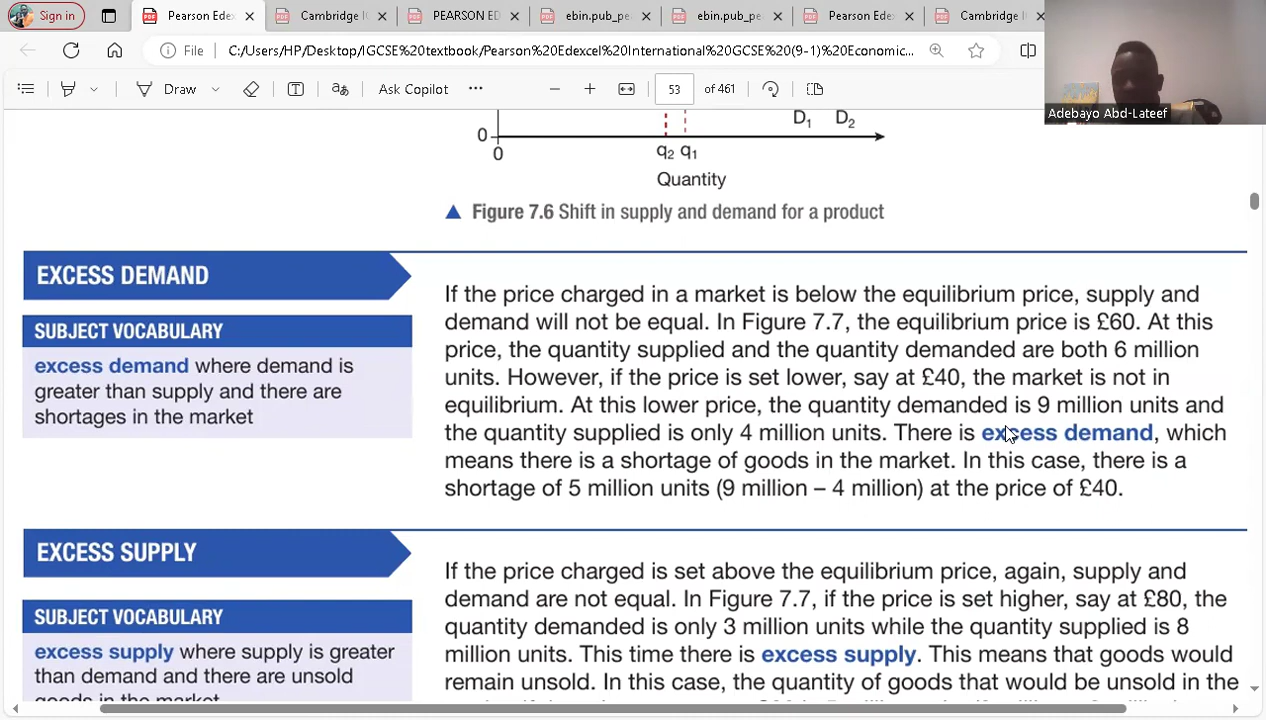 Sign in
Pearson Edex
Cambridge I
PEARSON ED
ebin.pub_pe
ebin.pub_pe
Pearson Edex
Cambridge I
File
C:/Users/HP/Desktop/IGCSE%20textbook/Pearson%20Edexcel%20International%20GCSE%20(9-1)%20Economic...
Draw
Ask Copilot
53
of 461
Adebayo Abd-Lateef
0
D₁ D₂
0
q₂ q₁
Quantity
▲ Figure 7.6 Shift in supply and demand for a product
EXCESS DEMAND
SUBJECT VOCABULARY
excess demand where demand is
greater than supply and there are
shortages in the market
If the price charged in a market is below the equilibrium price, supply and
demand will not be equal. In Figure 7.7, the equilibrium price is £60. At this
price, the quantity supplied and the quantity demanded are both 6 million
units. However, if the price is set lower, say at £40, the market is not in
equilibrium. At this lower price, the quantity demanded is 9 million units and
the quantity supplied is only 4 million units. There is excess demand, which
means there is a shortage of goods in the market. In this case, there is a
shortage of 5 million units (9 million – 4 million) at the price of £40.
EXCESS SUPPLY
SUBJECT VOCABULARY
excess supply where supply is greater
than demand and there are unsold
goods in the market
If the price charged is set above the equilibrium price, again, supply and
demand are not equal. In Figure 7.7, if the price is set higher, say at £80, the
quantity demanded is only 3 million units while the quantity supplied is 8
million units. This time there is excess supply. This means that goods would
remain unsold. In this case, the quantity of goods that would be unsold in the